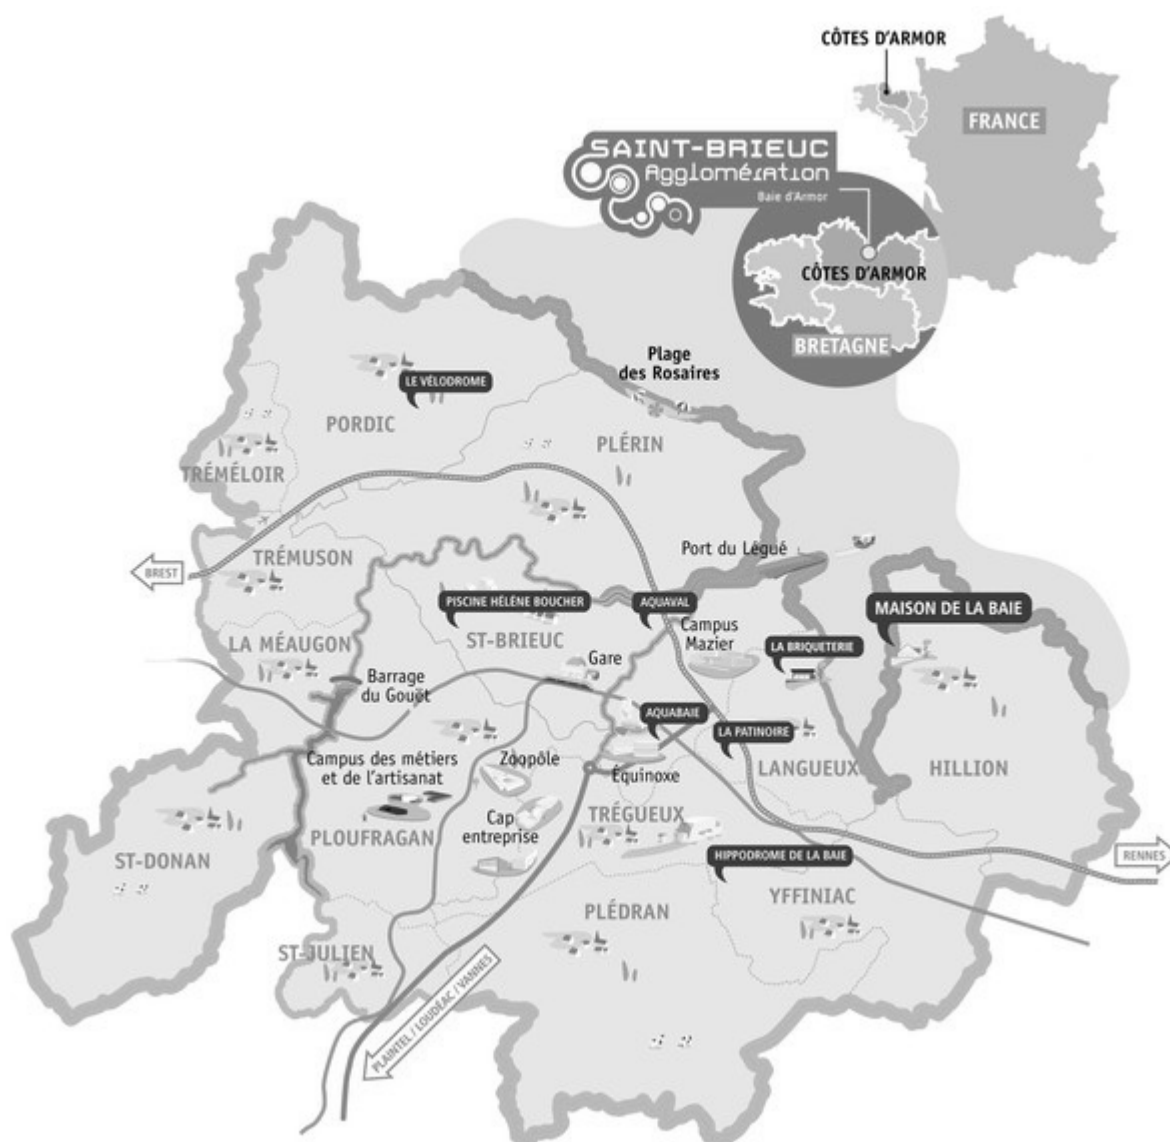 CÔTES D'ARMOR
FRANCE
SAINT-BRIEUC
Agglomération
Baie d'Armor
CÔTES D'ARMOR
BRETAGNE
Plage
des Rosaires
LE VÉLODROME
PORDIC
PLÉRIN
TRÉMÉLOIR
Port du Légué
TRÉMUSON
BREST
PISCINE HÉLÈNE BOUCHER
AQUAVAL
MAISON DE LA BAIE
ST-BRIEUC
Campus
Mazier
LA BRIQUETERIE
LA MÉAUGON
Gare
Barrage
du Gouët
AQUABAIE
LA PATINOIRE
Campus des métiers
et de l'artisanat
Zoopôle
Équinoxe
LANGUEUX
HILLION
Cap
entreprise
TRÉGUEUX
PLOUFRAGAN
ST-DONAN
HIPPODROME DE LA BAIE
RENNES
YFFINIAC
PLÉDRAN
ST-JULIEN
PLAINTEL / LOUDÉAC / VANNES